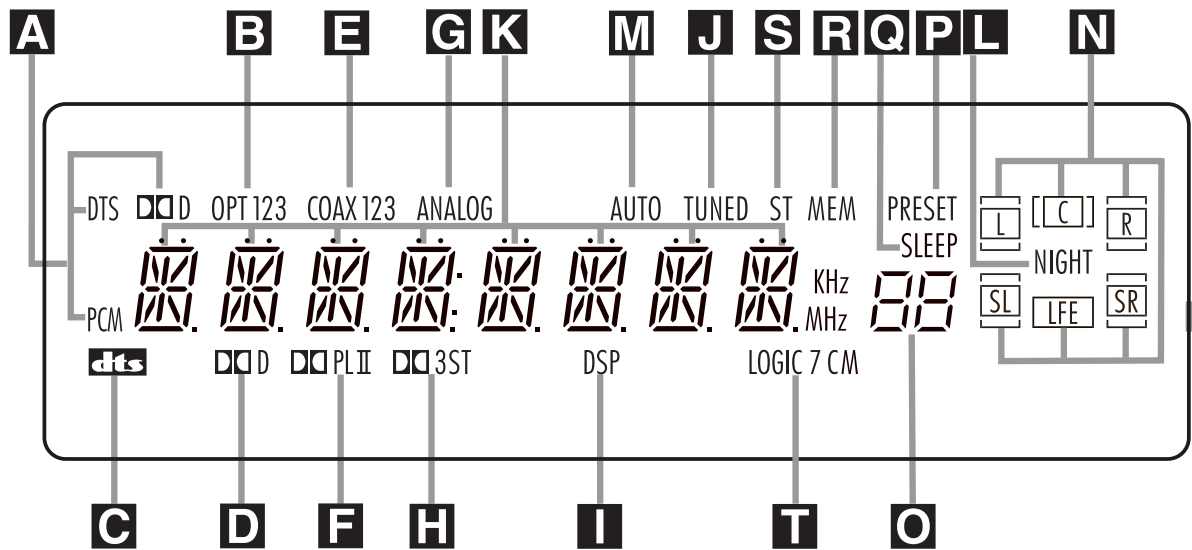 A B E G K M J S R Q P L N
DTS DD D OPT 123 COAX 123 ANALOG AUTO TUNED ST MEM PRESET L [C] R
SLEEP
NIGHT
KHz
PCM MHz 88 SL LFE SR
dts DD D DD PL II DD 3ST DSP LOGIC 7 CM
C D F H I T O